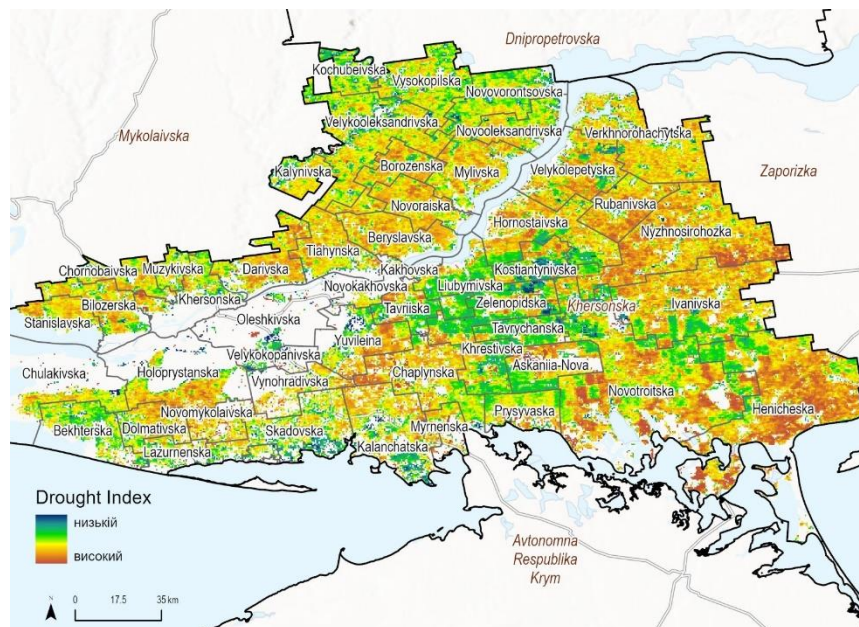 Dnipropetrovska
Kochubeivska
Vysokopilska
Novovorontsovska
Mykolaivska
Velykooleksandrivska
Novooleksandrivska
Verkhnorohachytska
Kalynivska
Borozenska
Mylivska
Velykolepetyska
Zaporizka
Novoraiska
Rubanivska
Hornostaivska
Nyzhnosirohozka
Beryslavska
Tiahynska
Chornobaivska
Muzykivska
Darivska
Kakhovska
Kostiantynivska
Novokakhovska
Liubymivska
Bilozerska
Khersonska
Zelenopidska
Khersonska
Ivanivska
Stanislavska
Oleshkivska
Tavriiska
Tavrychanska
Yuvileina
Velykokopanivska
Khrestivska
Chulakivska
Holoprystanska
Askaniia-Nova
Vynohradivska
Chaplynska
Novotroitska
Novomykolaivska
Prysyvaska
Henicheska
Bekhterska
Dolmativska
Skadovska
Myrnenska
Lazurnenska
Kalanchatska
Drought Index
низькій
високий
Avtonomna
Respublika
Krym
N
0 17.5 35 km